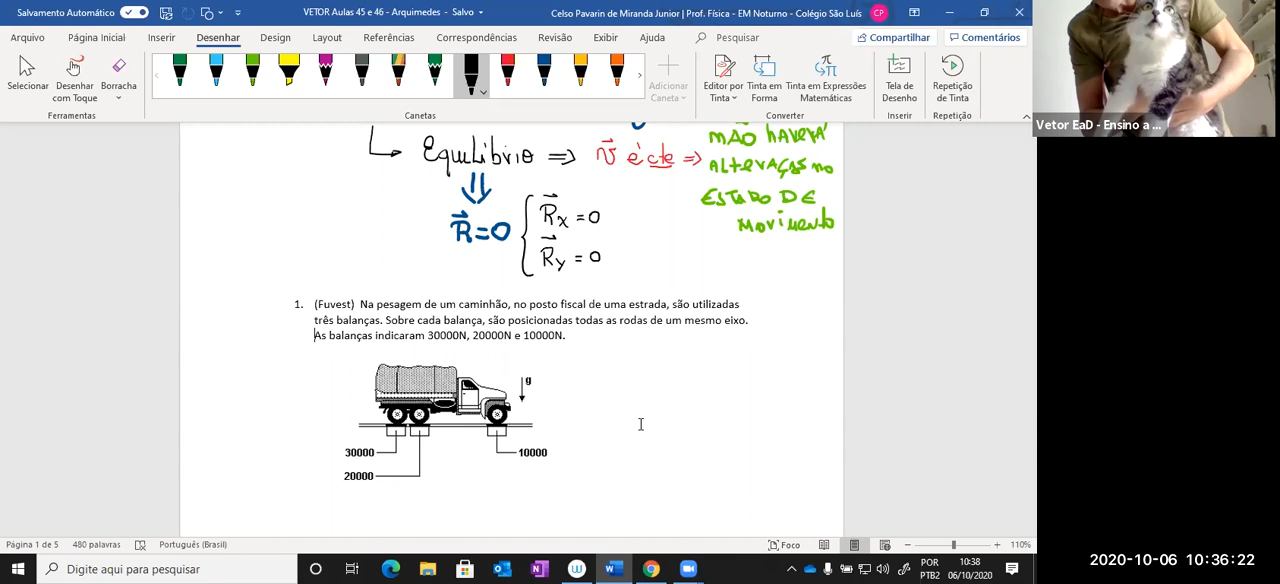 Salvamento Automático
VETOR Aulas 45 e 46 - Arquimedes - Salvo
Celso Pavarin de Miranda Junior | Prof. Física - EM Noturno - Colégio São Luís
CP
Arquivo Página Inicial Inserir Desenhar Design Layout Referências Correspondências Revisão Exibir Ajuda Pesquisar Compartilhar Comentários
Selecionar
Desenhar com Toque
Borracha
Adicionar Caneta
Editor por Tinta
Tinta em Forma
Tinta em Expressões Matemáticas
Tela de Desenho
Repetição de Tinta
Ferramentas Canetas Converter Inserir Repetição
Vetor EaD - Ensino a ...
NÃO HAVERÁ
Equilíbrio ⇒ v⃗ é cte ⇒
ALTERAÇÃO NO
ESTADO DE
MOVIMENTO
R⃗=0
R⃗x = 0
R⃗y = 0
1. (Fuvest) Na pesagem de um caminhão, no posto fiscal de uma estrada, são utilizadas
três balanças. Sobre cada balança, são posicionadas todas as rodas de um mesmo eixo.
As balanças indicaram 30000N, 20000N e 10000N.
g
30000
10000
20000
Página 1 de 5 480 palavras Português (Brasil) Foco 110%
Digite aqui para pesquisar
POR
PTB2
10:38
06/10/2020
2020-10-06 10:36:22